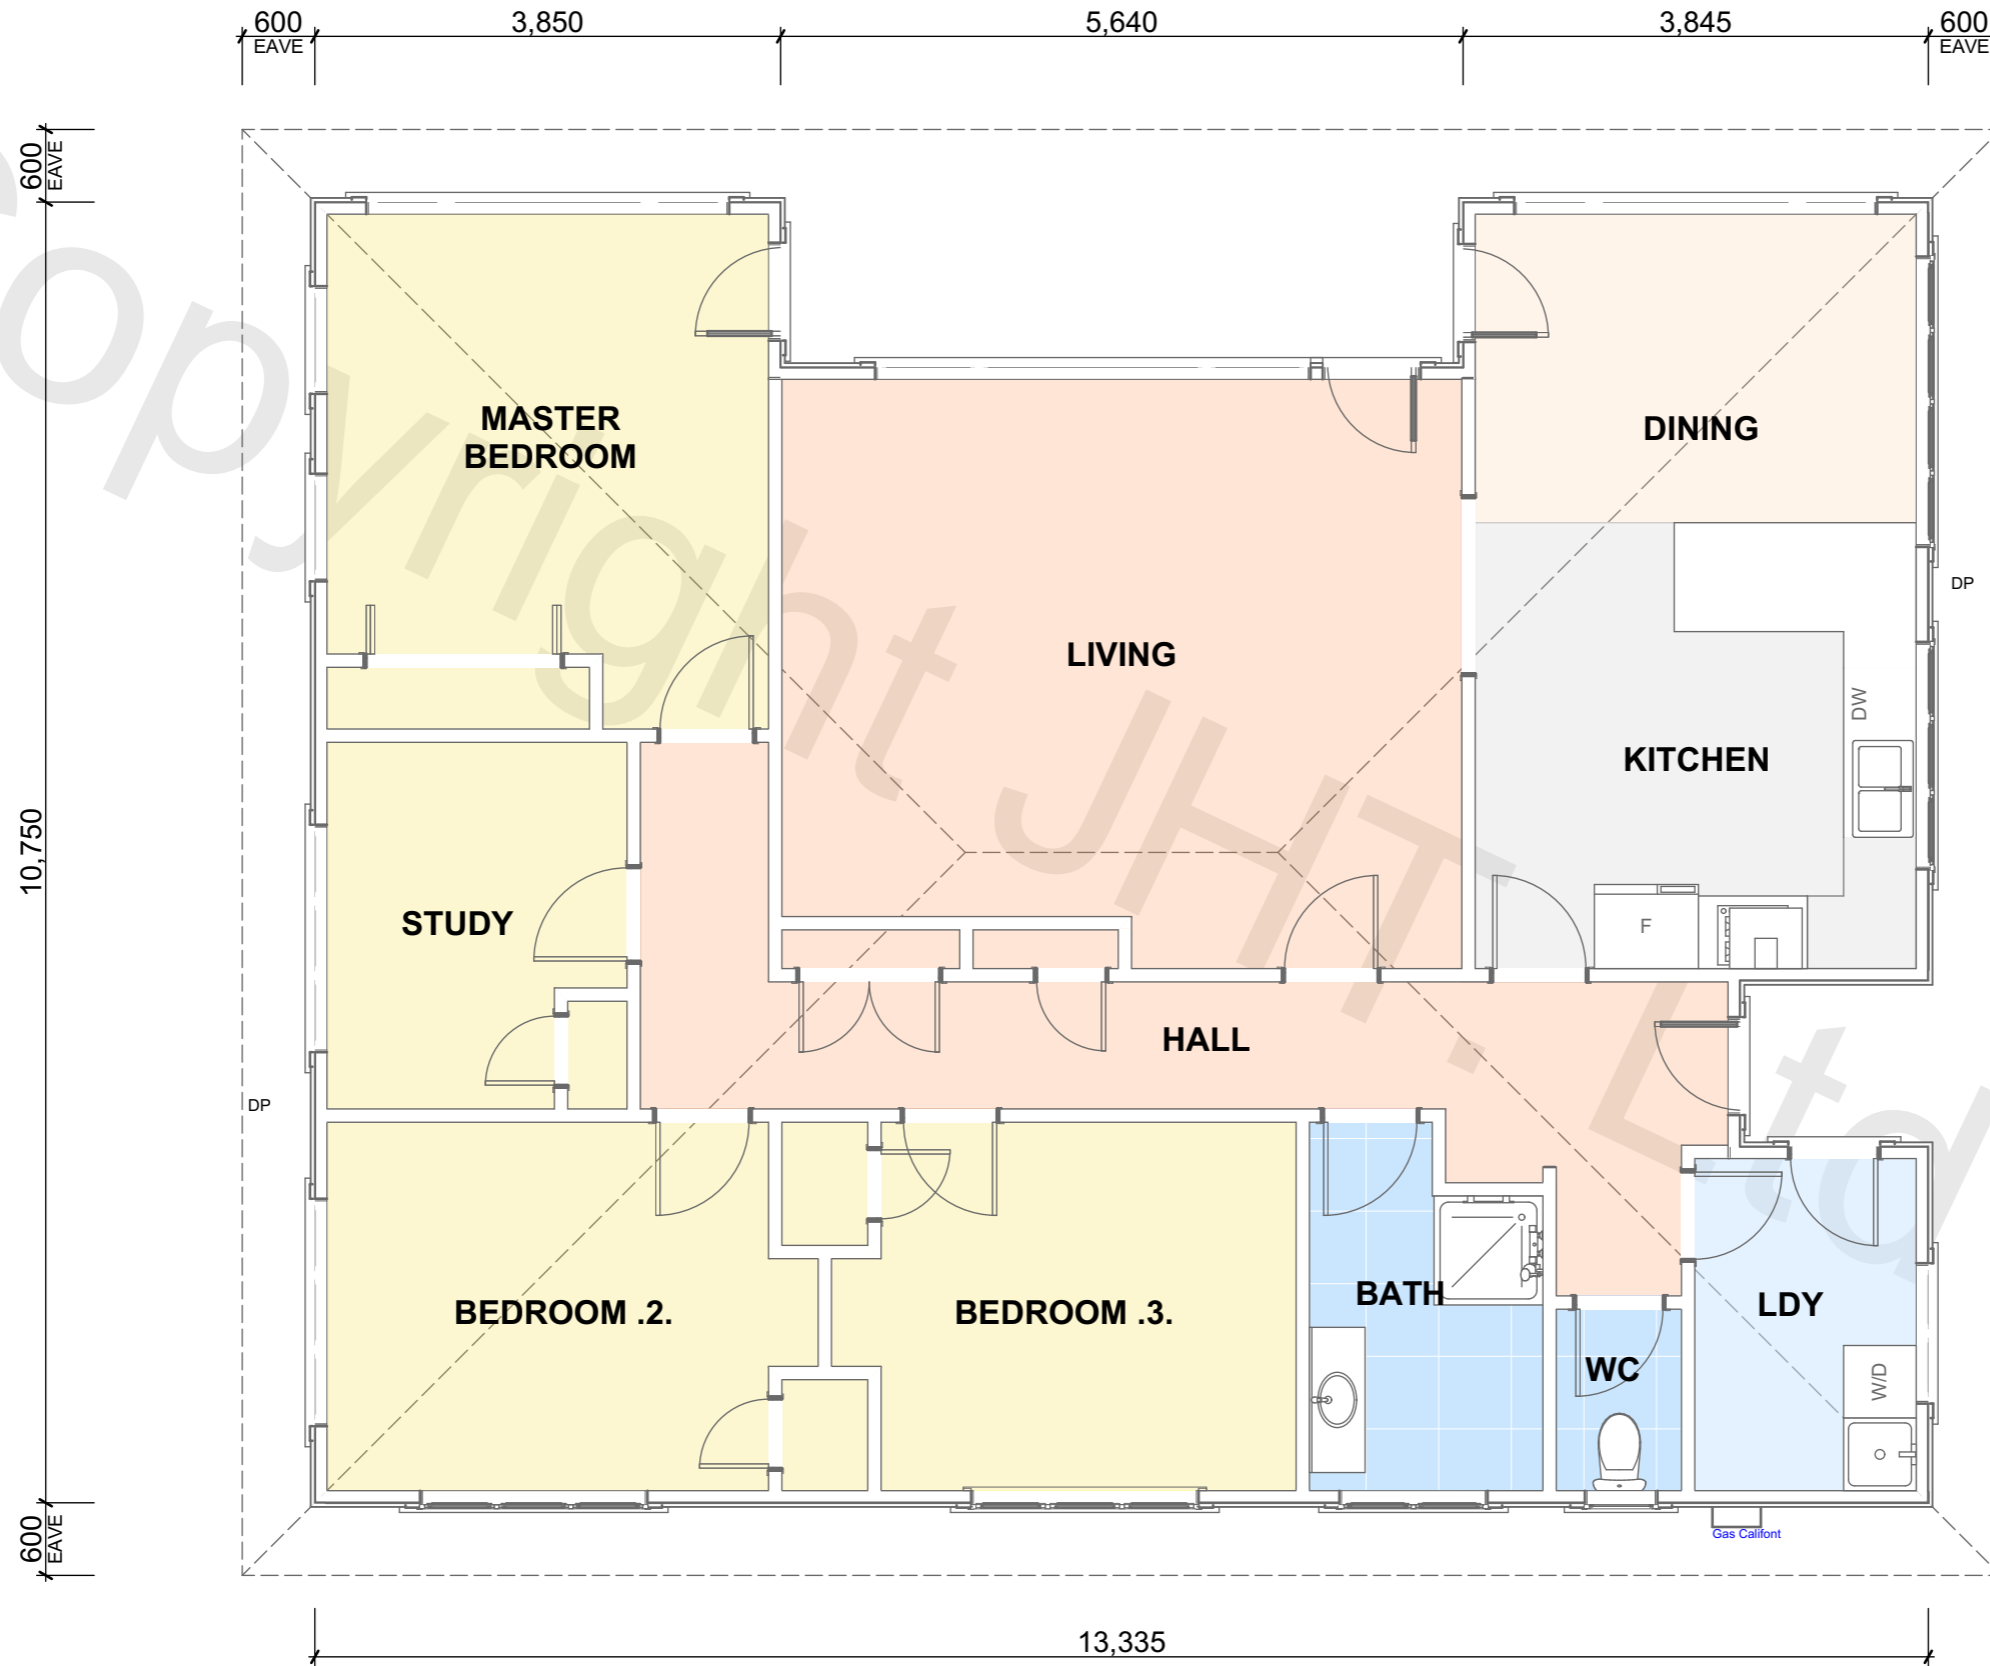 600
EAVE
3,850
5,640
3,845
600
EAVE
600
EAVE
10,750
600
EAVE
MASTER
BEDROOM
LIVING
DINING
DP
DW
KITCHEN
STUDY
F
HALL
DP
BEDROOM .2.
BEDROOM .3.
BATH
WC
LDY
W/D
Gas Califont
13,335
Copyright JHT. Ltd